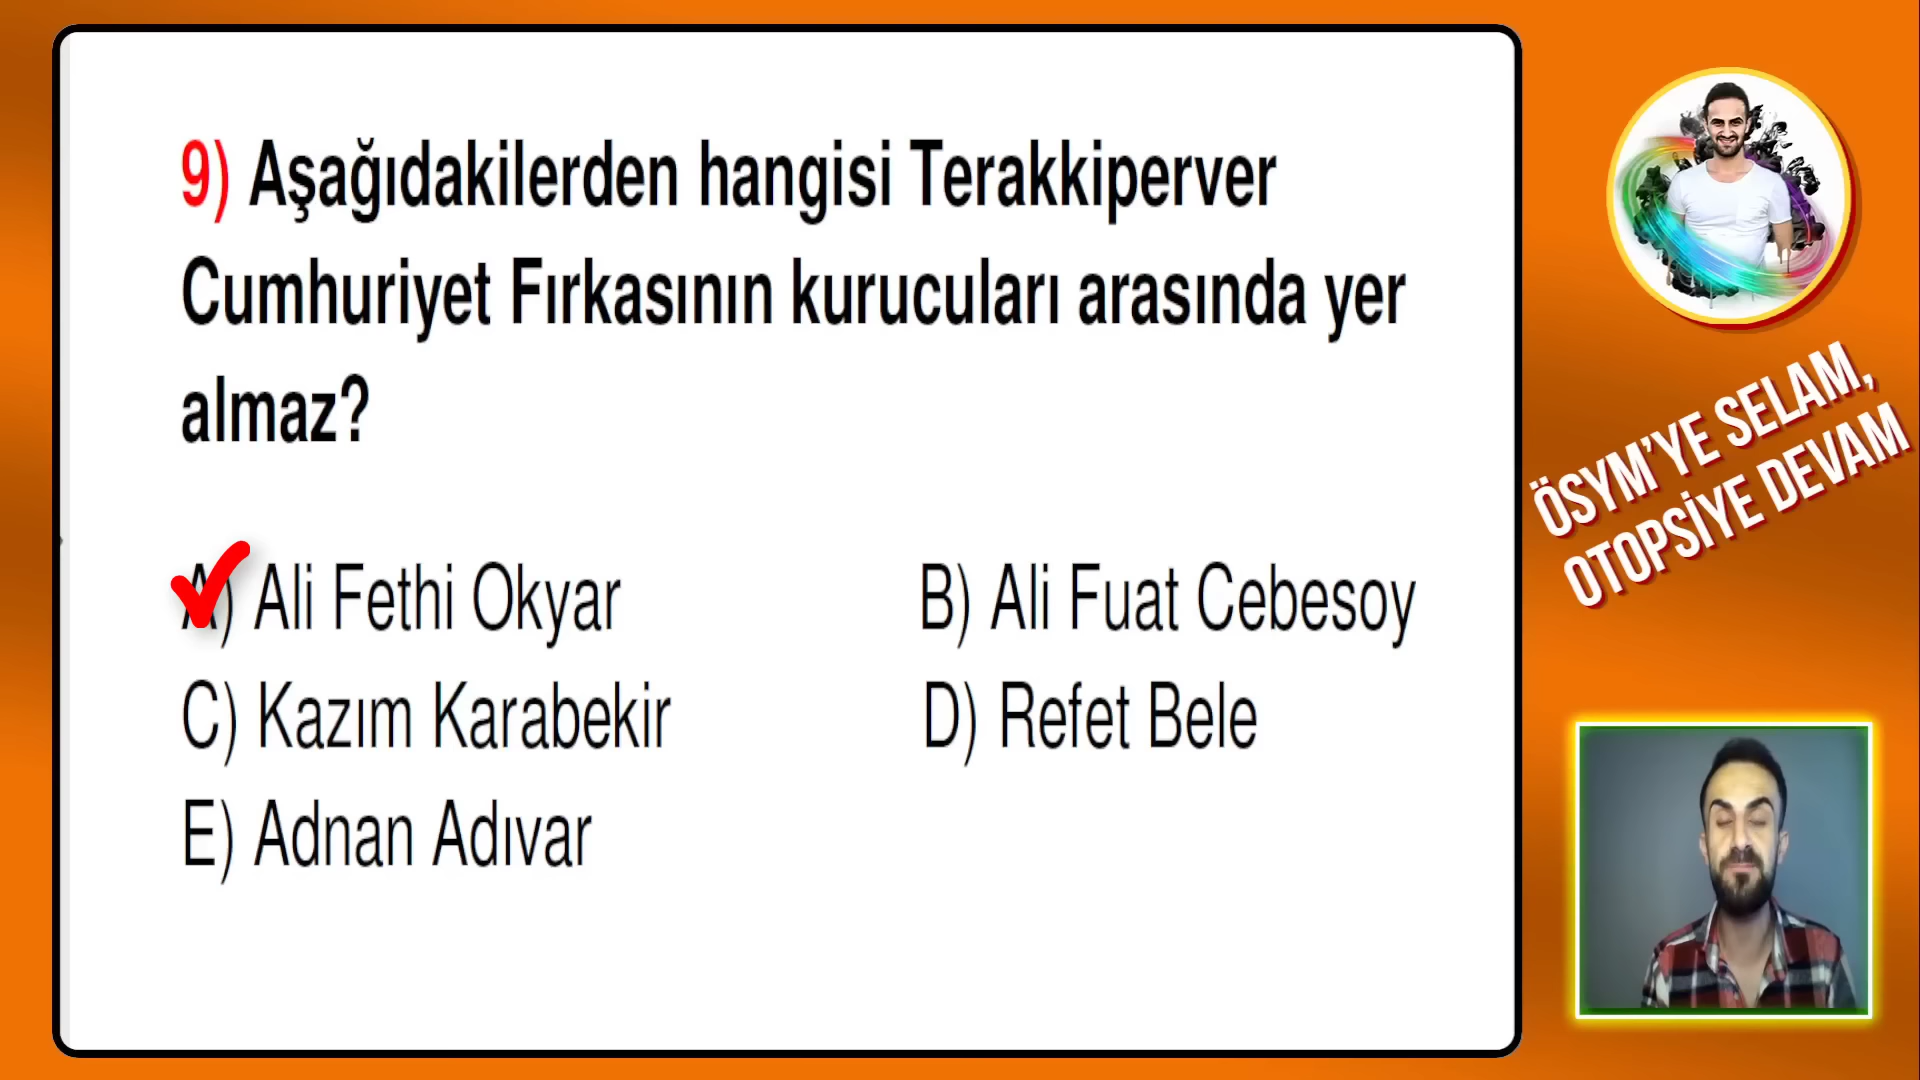 9) Aşağıdakilerden hangisi Terakkiperver
Cumhuriyet Fırkasının kurucuları arasında yer
almaz?
A) Ali Fethi Okyar
B) Ali Fuat Cebesoy
C) Kazım Karabekir
D) Refet Bele
E) Adnan Adıvar
ÖSYM'YE SELAM,
OTOPSİYE DEVAM